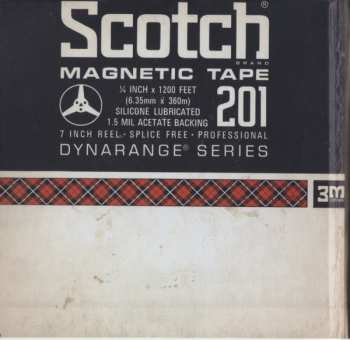 Scotch®
BRAND
MAGNETIC TAPE
¼ INCH x 1200 FEET
(6.35mm x 360m)
SILICONE LUBRICATED
1.5 MIL ACETATE BACKING
201
7 INCH REEL · SPLICE FREE · PROFESSIONAL
DYNARANGE® SERIES
3m